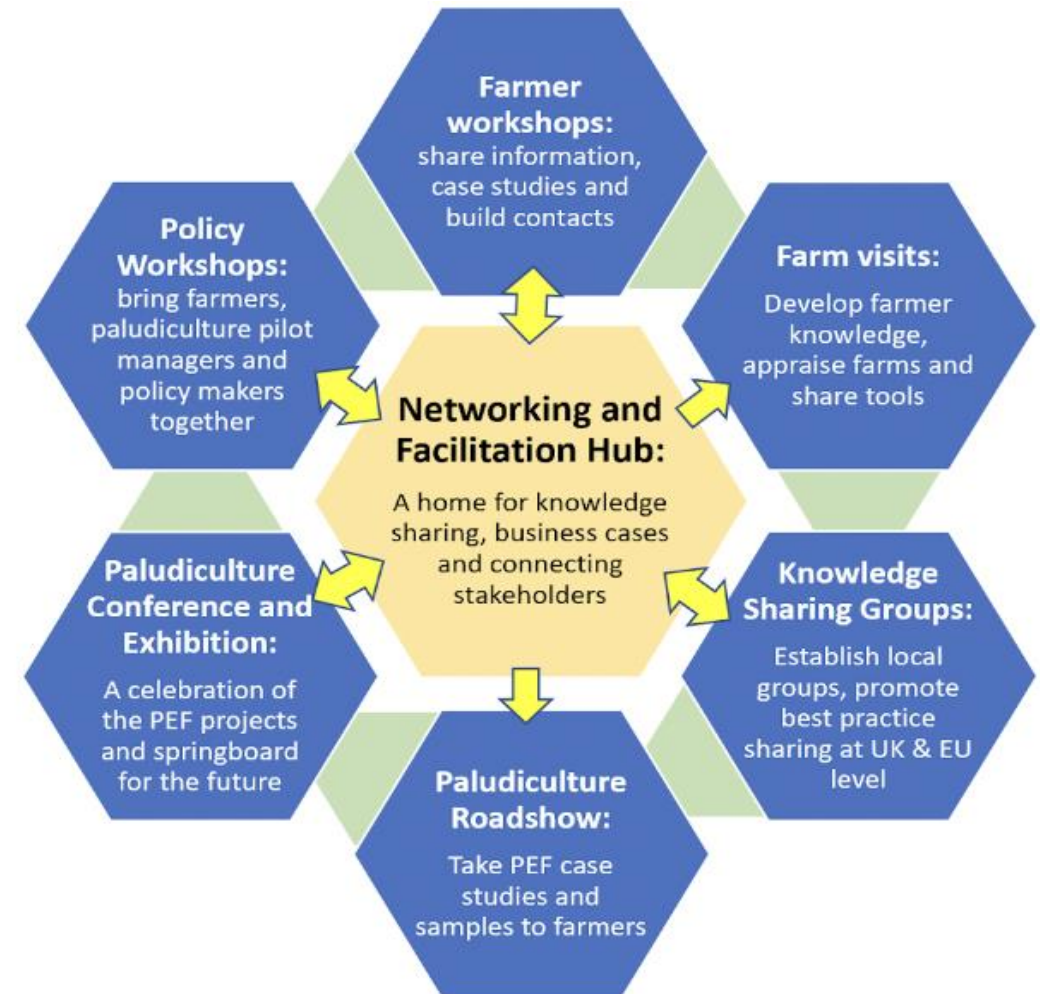 Farmer
workshops:
share information,
case studies and
build contacts
Policy
Workshops:
bring farmers,
paludiculture pilot
managers and
policy makers
together
Farm visits:
Develop farmer
knowledge,
appraise farms and
share tools
Networking and
Facilitation Hub:
A home for knowledge
sharing, business cases
and connecting
stakeholders
Paludiculture
Conference and
Exhibition:
A celebration of
the PEF projects
and springboard
for the future
Knowledge
Sharing Groups:
Establish local
groups, promote
best practice
sharing at UK & EU
level
Paludiculture
Roadshow:
Take PEF case
studies and
samples to farmers